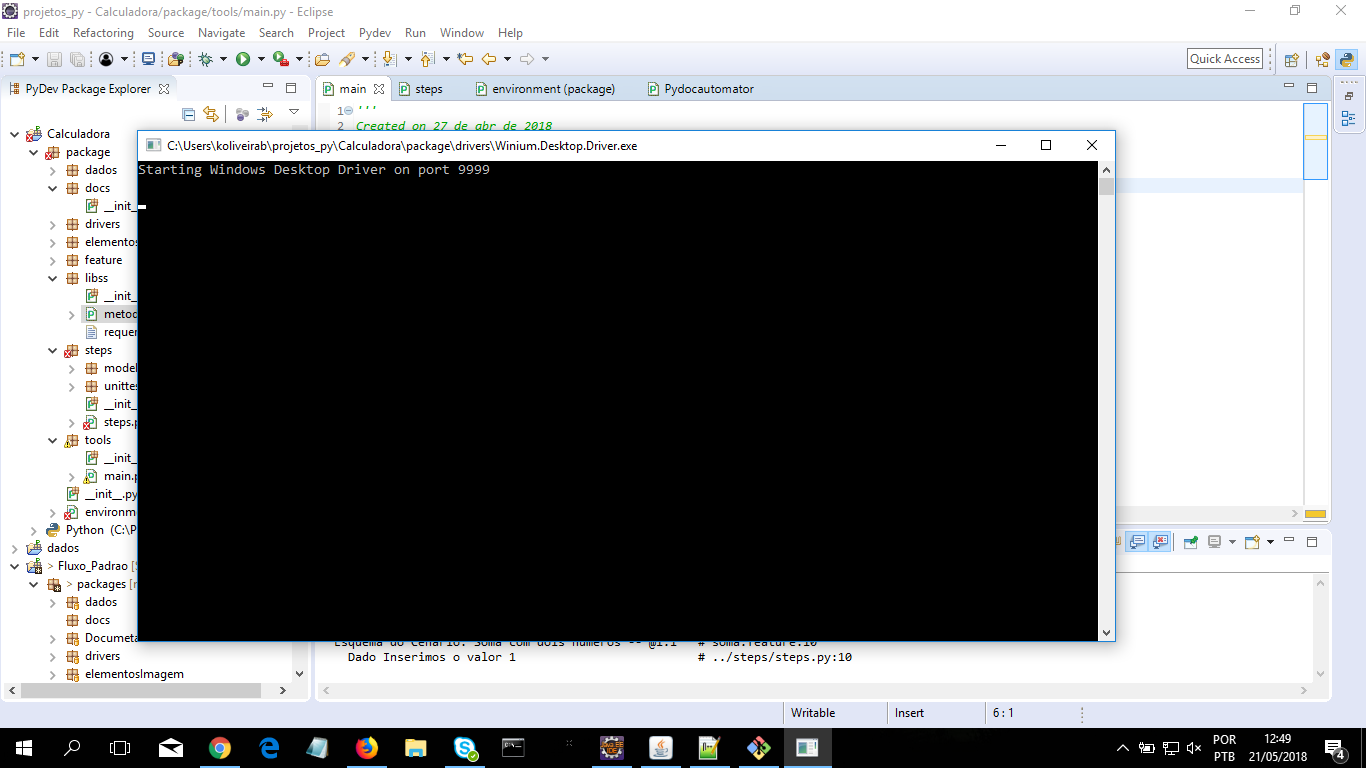 projetos_py - Calculadora/package/tools/main.py - Eclipse
File Edit Refactoring Source Navigate Search Project Pydev Run Window Help
Quick Access
PyDev Package Explorer
main
steps
environment (package)
Pydocautomator
1 '''
2 Created on 27 de abr de 2018
Calculadora
package
dados
docs
__init_
drivers
elementos
feature
libss
__init_
metod
requer
steps
model
unittes
__init_
steps.p
tools
__init_
main.p
__init__.py
environme
Python (C:\P
dados
> Fluxo_Padrao [
> packages [
dados
docs
Documeta
drivers
elementosImagem
C:\Users\koliveirab\projetos_py\Calculadora\package\drivers\Winium.Desktop.Driver.exe
Starting Windows Desktop Driver on port 9999
Esquema do Cenario: Soma com dois numeros -- @1.1 # soma.feature:10
Dado Inserimos o valor 1 # ../steps/steps.py:10
Writable Insert 6 : 1
POR
PTB
12:49
21/05/2018
4